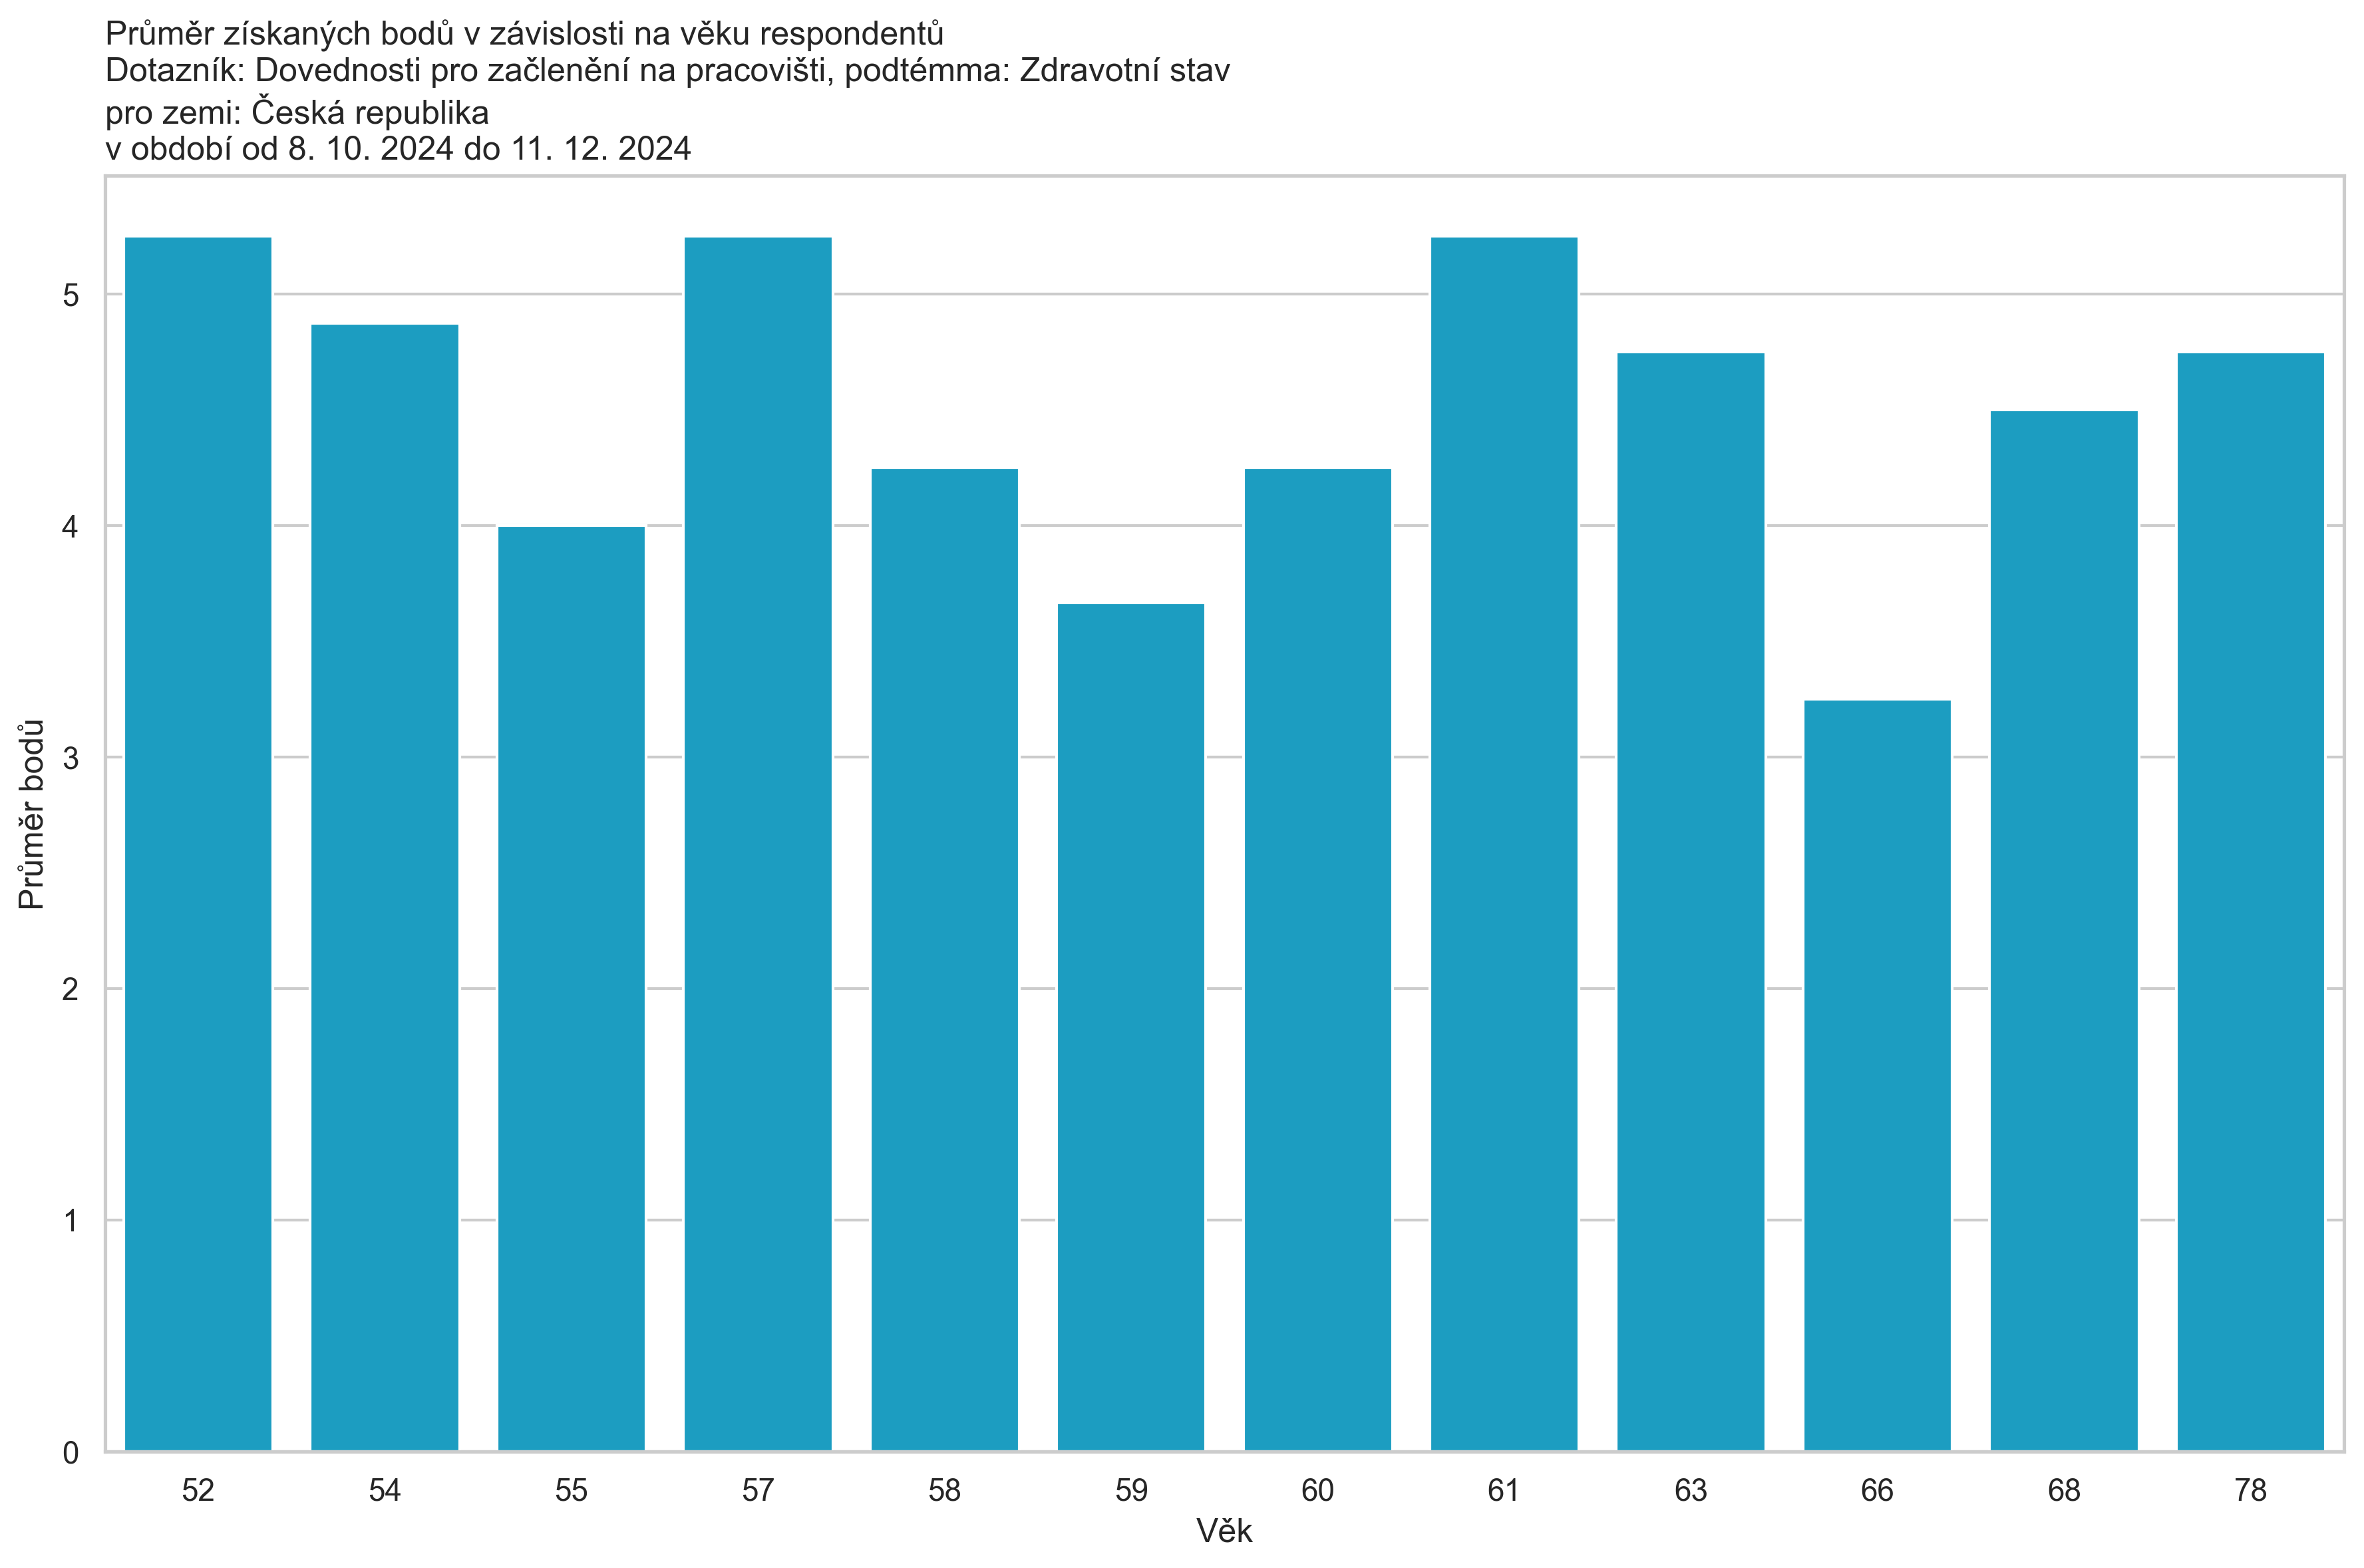 Průměr získaných bodů v závislosti na věku respondentů
Dotazník: Dovednosti pro začlenění na pracovišti, podtémma: Zdravotní stav
pro zemi: Česká republika
v období od 8. 10. 2024 do 11. 12. 2024
Průměr bodů
5
4
3
2
1
0
52 54 55 57 58 59 60 61 63 66 68 78
Věk